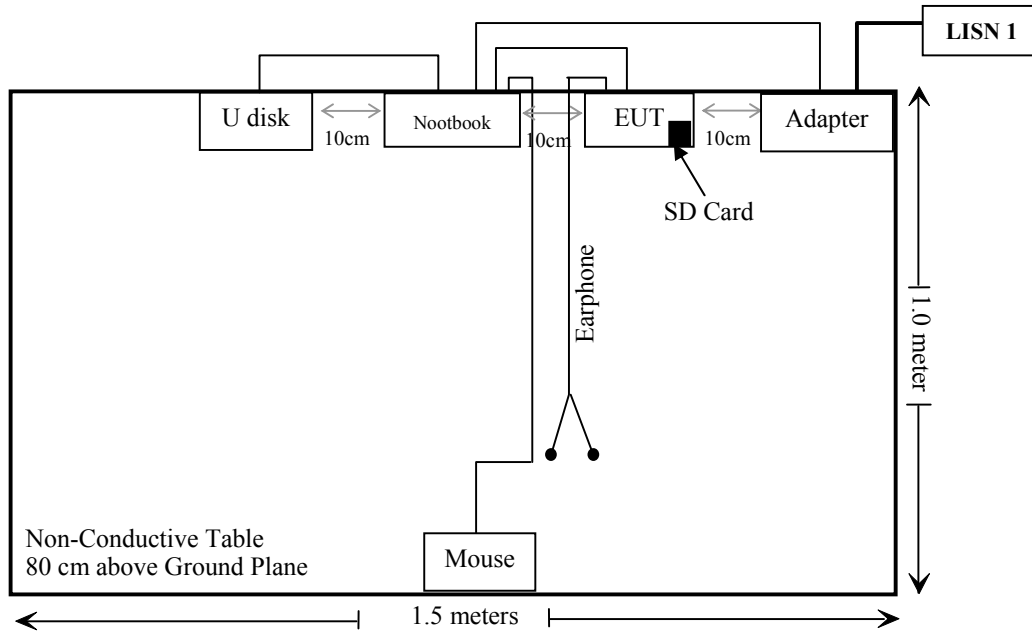 LISN 1
U disk
Nootbook
EUT
Adapter
10cm
10cm
10cm
SD Card
Earphone
1.0 meter
Non-Conductive Table
80 cm above Ground Plane
Mouse
1.5 meters